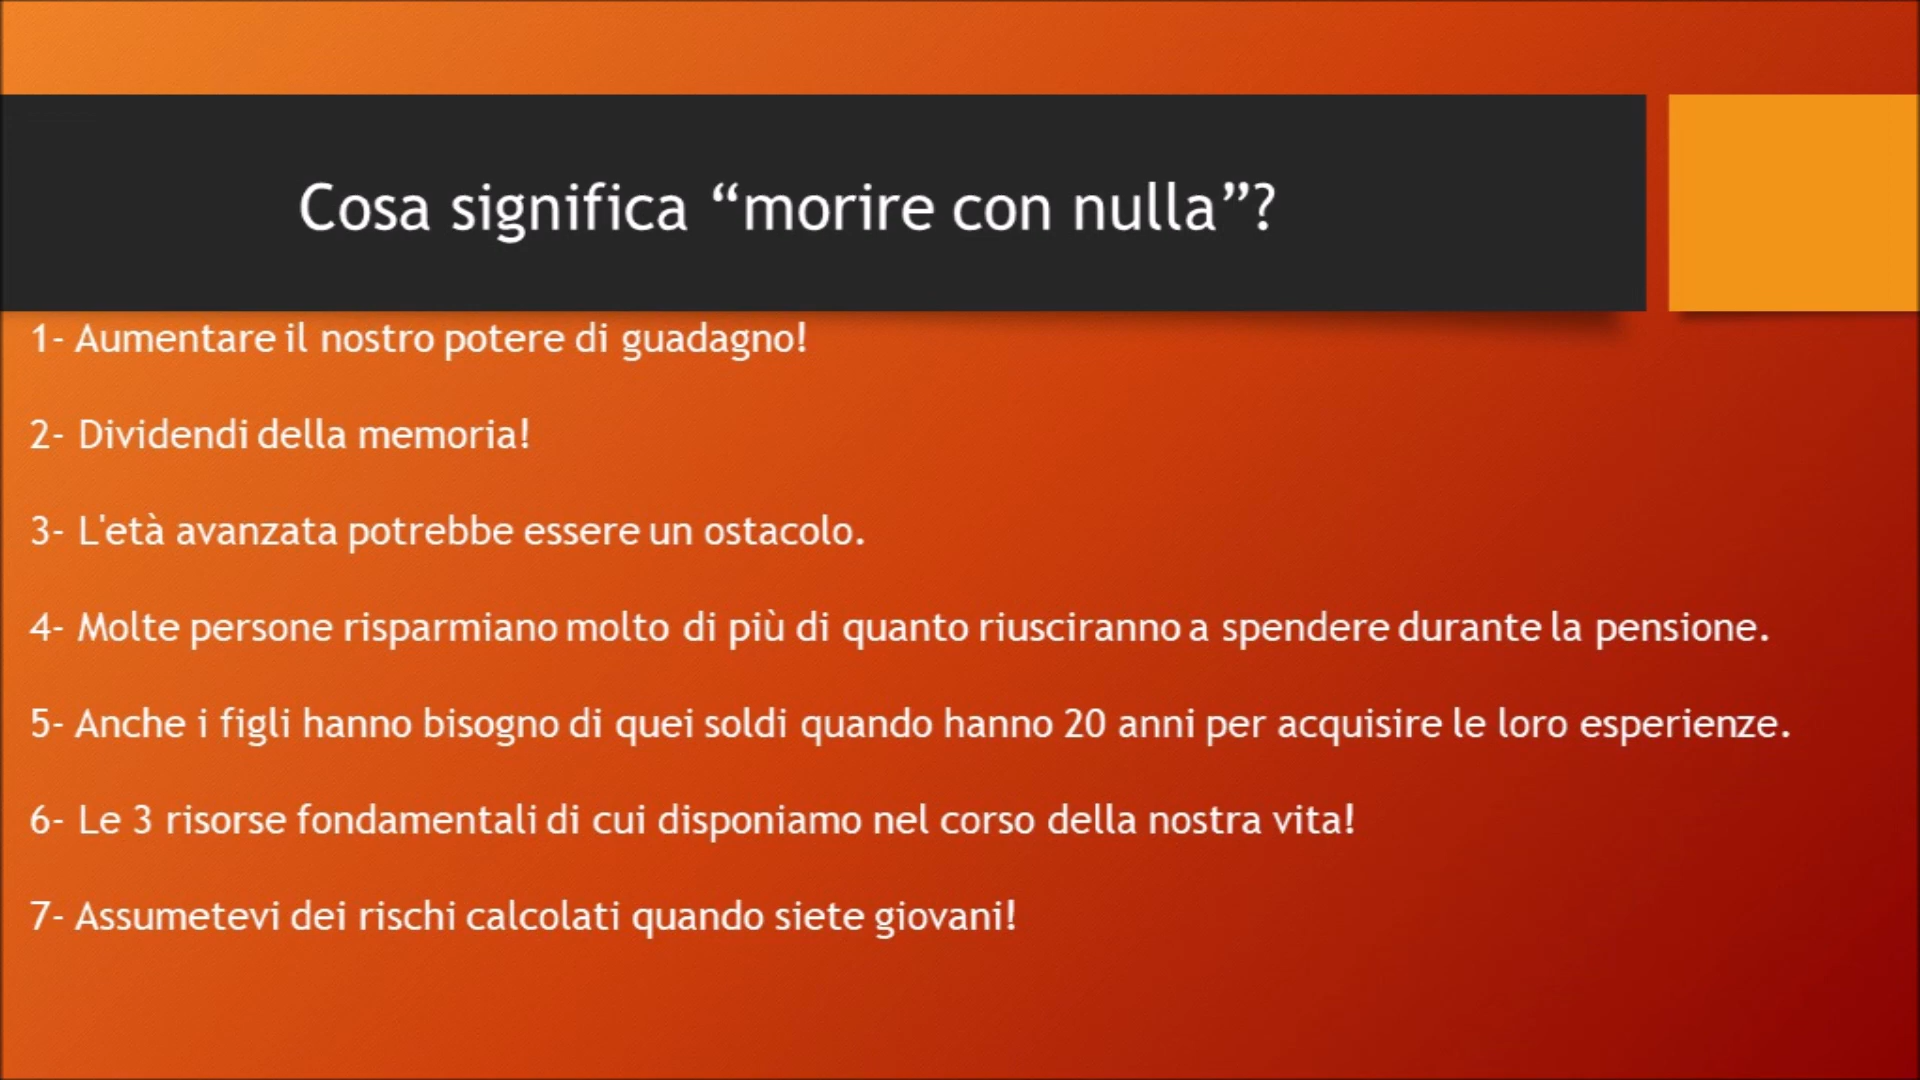 Cosa significa “morire con nulla”?
1- Aumentare il nostro potere di guadagno!
2- Dividendi della memoria!
3- L'età avanzata potrebbe essere un ostacolo.
4- Molte persone risparmiano molto di più di quanto riusciranno a spendere durante la pensione.
5- Anche i figli hanno bisogno di quei soldi quando hanno 20 anni per acquisire le loro esperienze.
6- Le 3 risorse fondamentali di cui disponiamo nel corso della nostra vita!
7- Assumetevi dei rischi calcolati quando siete giovani!